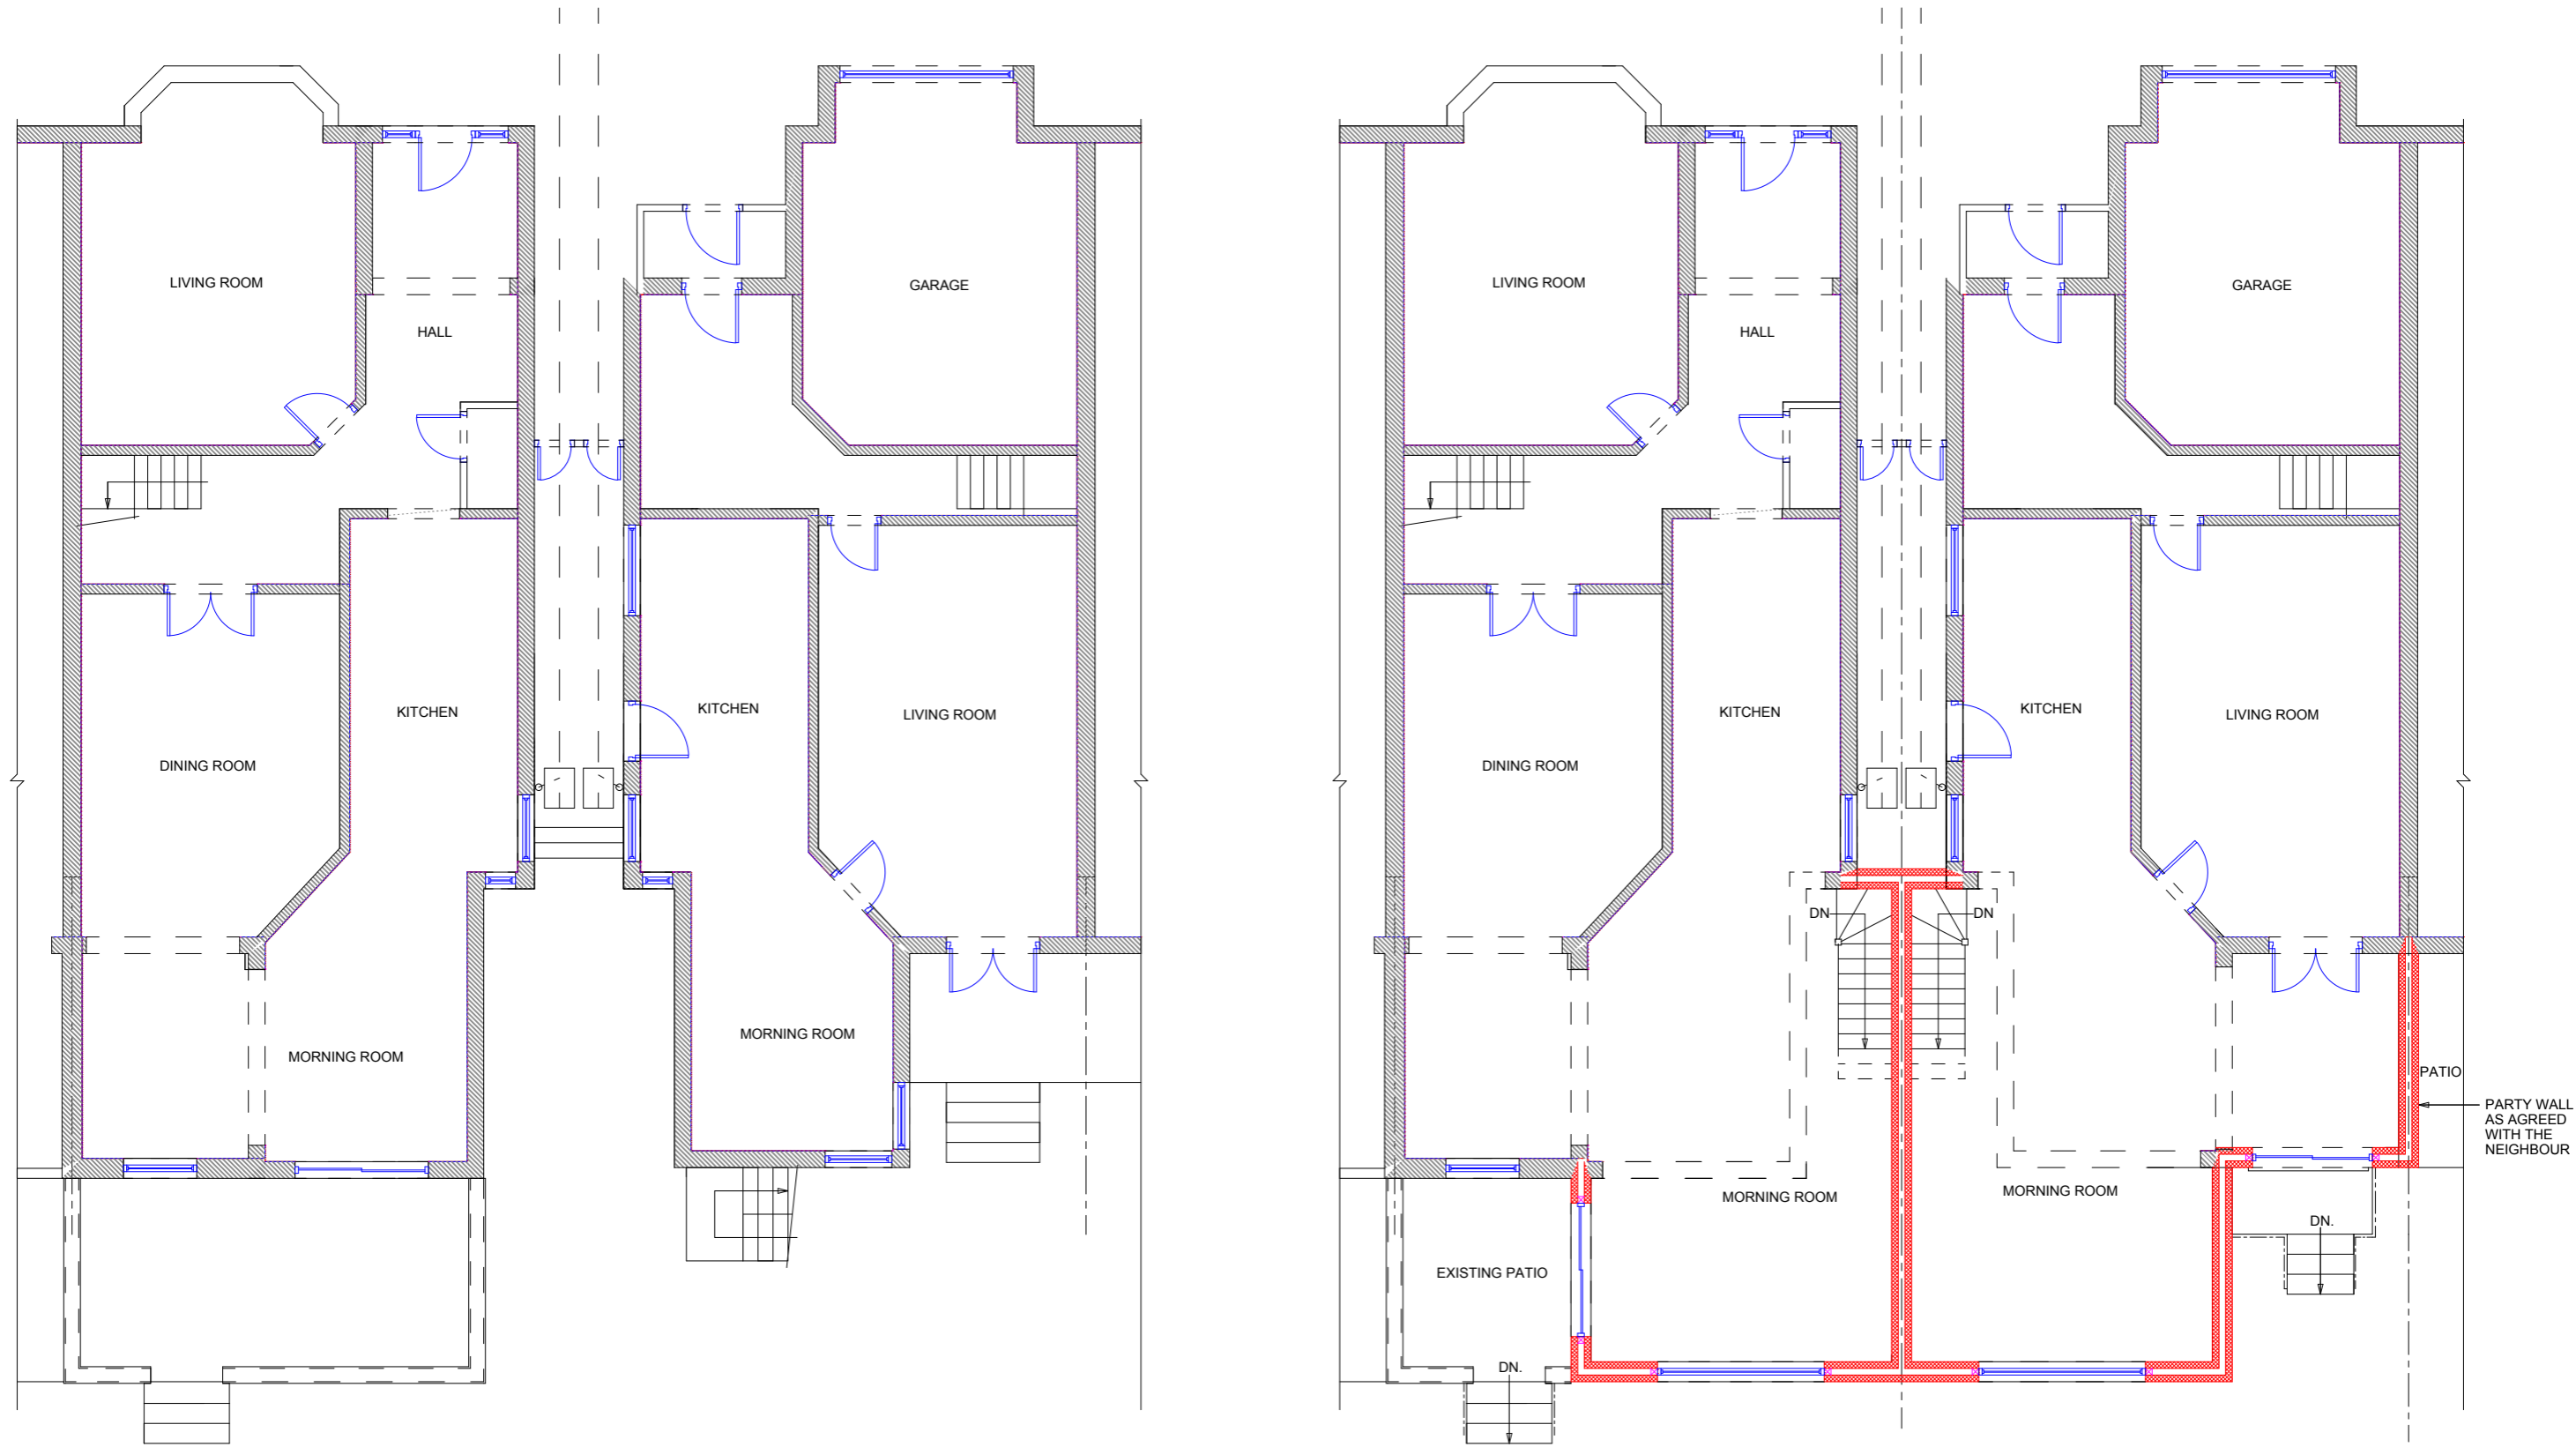 LIVING ROOM
GARAGE
HALL
KITCHEN
KITCHEN
LIVING ROOM
DINING ROOM
MORNING ROOM
MORNING ROOM
LIVING ROOM
GARAGE
HALL
KITCHEN
KITCHEN
LIVING ROOM
DINING ROOM
DN
DN
PATIO
PARTY WALL
AS AGREED
WITH THE
NEIGHBOUR
MORNING ROOM
MORNING ROOM
DN.
EXISTING PATIO
DN.